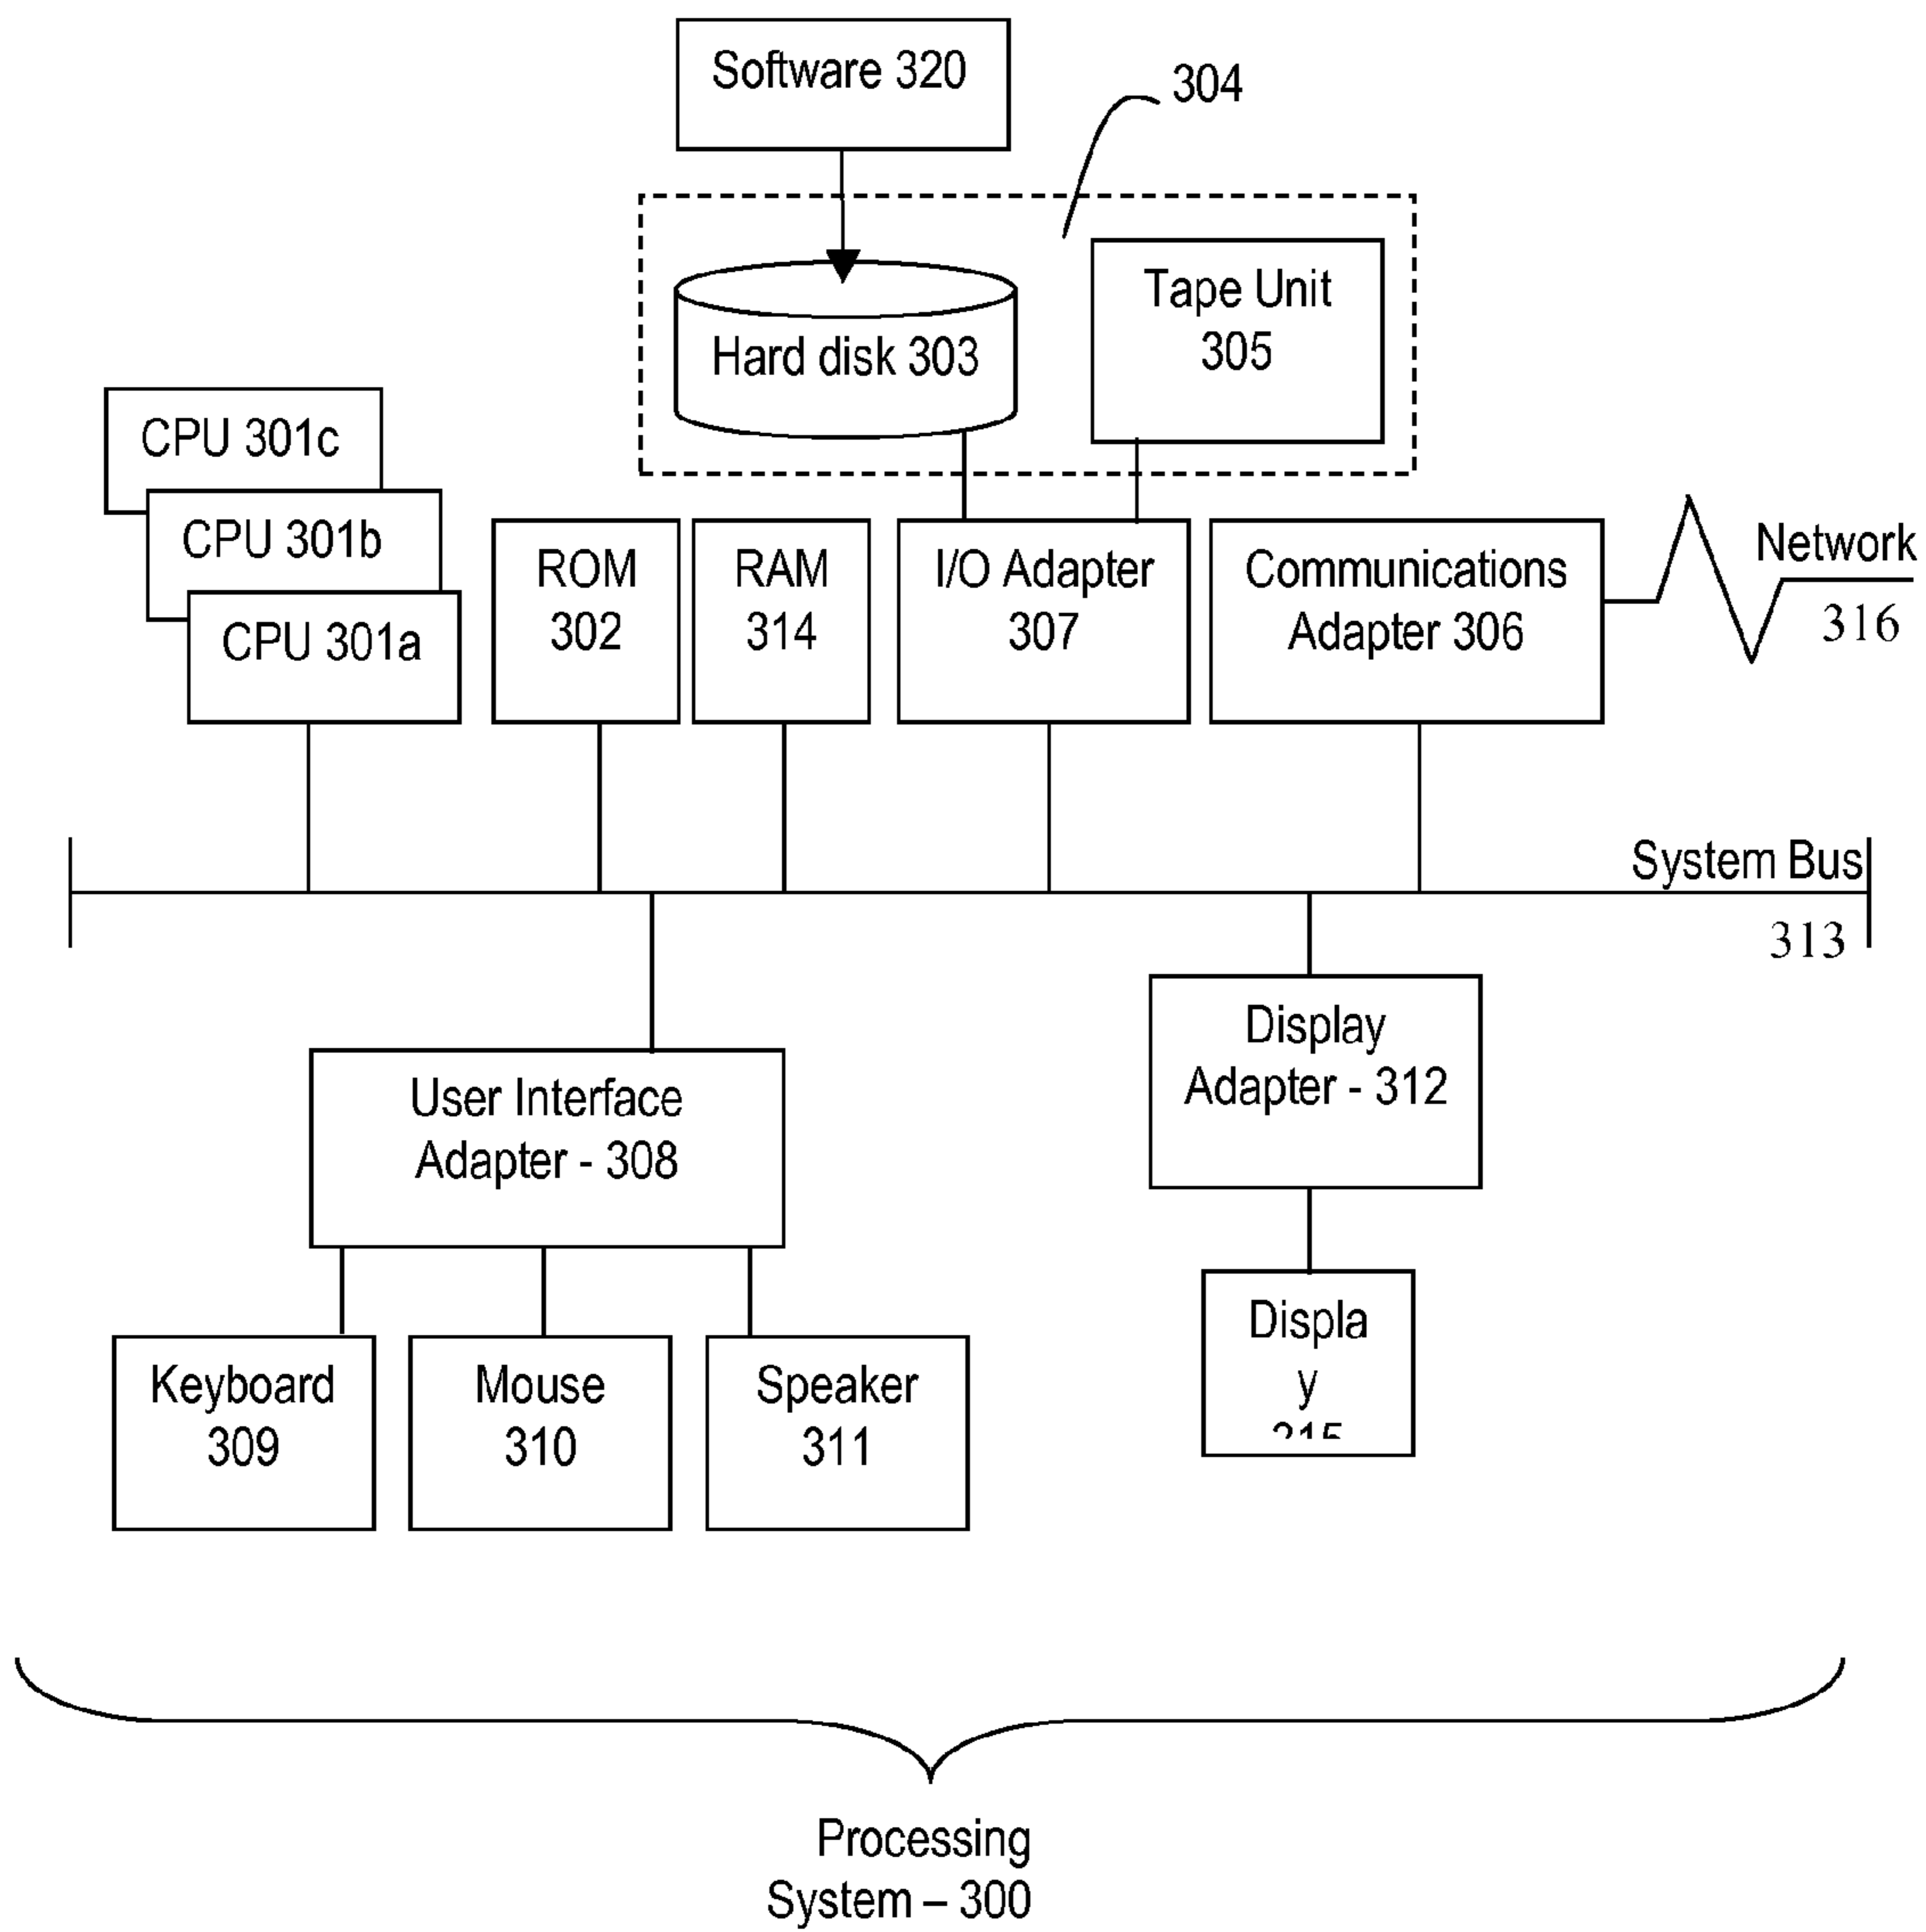 Software 320
304
Tape Unit
305
Hard disk 303
CPU 301c
CPU 301b
CPU 301a
ROM
302
RAM
314
I/O Adapter
307
Communications
Adapter 306
Network
316
System Bus
313
Display
Adapter - 312
User Interface
Adapter - 308
Displa
y
Keyboard
309
Mouse
310
Speaker
311
Processing
System – 300